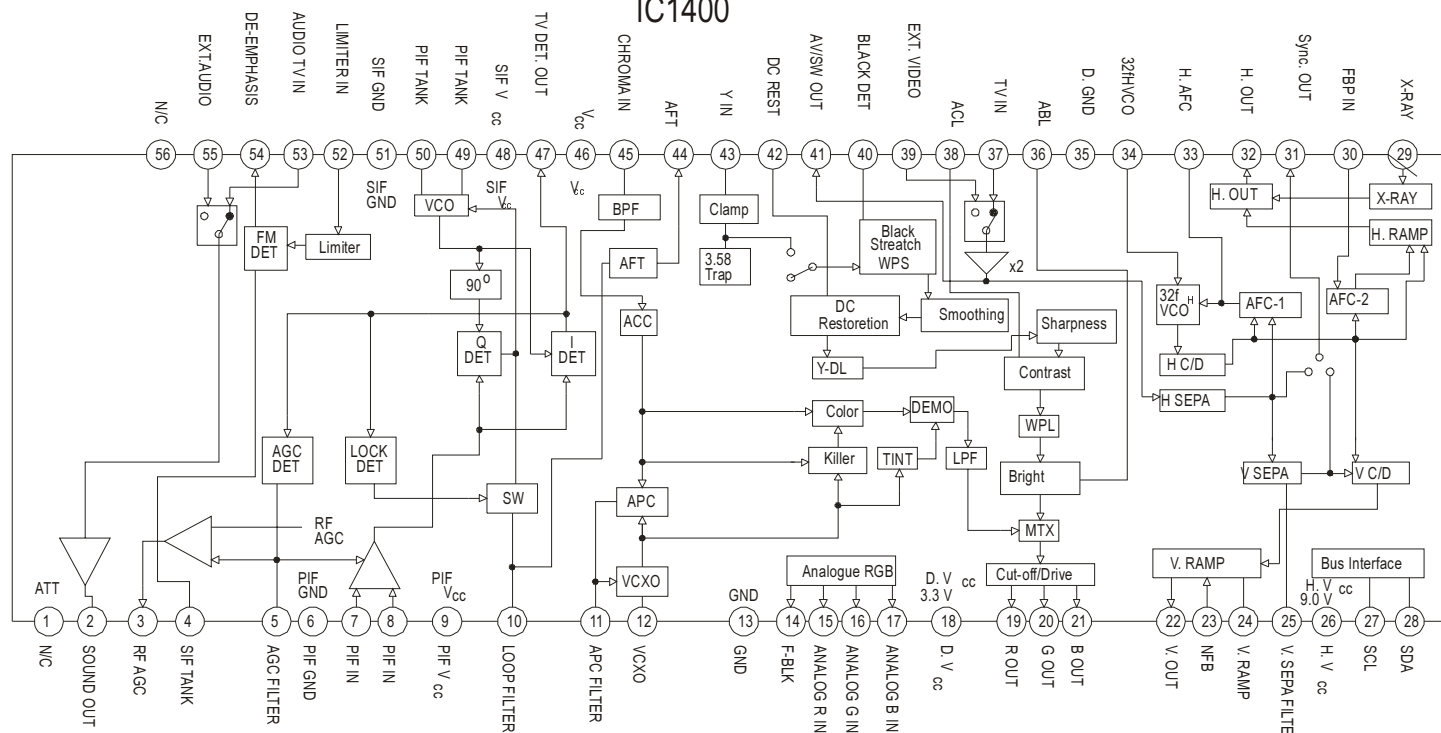 IC1400
N/C
EXT.AUDIO
DE-EMPHASIS
AUDIO TV IN
LIMITER IN
SIF GND
PIF TANK
PIF TANK
SIF Vcc
TV DET. OUT
Vcc
CHROMA IN
AFT
Y IN
DC REST
AV/SW OUT
BLACK DET
EXT. VIDEO
ACL
TV IN
ABL
D. GND
32fHVCO
H. AFC
H. OUT
Sync. OUT
FBP IN
X-RAY
56 55 54 53 52 51 50 49 48 47 46 45 44 43 42 41 40 39 38 37 36 35 34 33 32 31 30 29
SIF GND
SIF Vcc
Vcc
VCO
BPF
Clamp
H. OUT
X-RAY
FM DET
Limiter
AFT
3.58 Trap
Black Streatch WPS
x2
H. RAMP
90°
32fH VCO
AFC-1
AFC-2
ACC
DC Restoretion
Smoothing
Sharpness
Q DET
I DET
Y-DL
Contrast
H C/D
H SEPA
Color
DEMO
WPL
AGC DET
LOCK DET
Killer
TINT
LPF
Bright
V SEPA
V C/D
SW
APC
RF AGC
MTX
ATT
PIF GND
PIF Vcc
VCXO
GND
Analogue RGB
D. Vcc 3.3 V
Cut-off/Drive
V. RAMP
H. Vcc 9.0 V
Bus Interface
1 2 3 4 5 6 7 8 9 10 11 12 13 14 15 16 17 18 19 20 21 22 23 24 25 26 27 28
N/C
SOUND OUT
RF AGC
SIF TANK
AGC FILTER
PIF GND
PIF IN
PIF IN
PIF Vcc
LOOP FILTER
APC FILTER
VCXO
GND
F-BLK
ANALOG R IN
ANALOG G IN
ANALOG B IN
D. Vcc
R OUT
G OUT
B OUT
V. OUT
NFB
V. RAMP
V. SEPA FILTE
H. Vcc
SCL
SDA